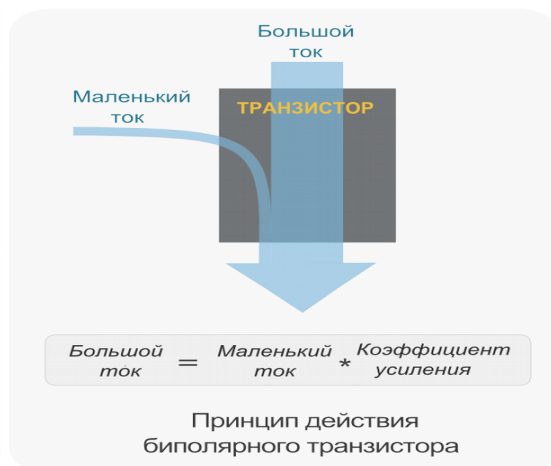 Большой
ток
Маленький
ток
ТРАНЗИСТОР
Большой
ток
=
Маленький
ток
*
Коэффициент
усиления
Принцип действия
биполярного транзистора